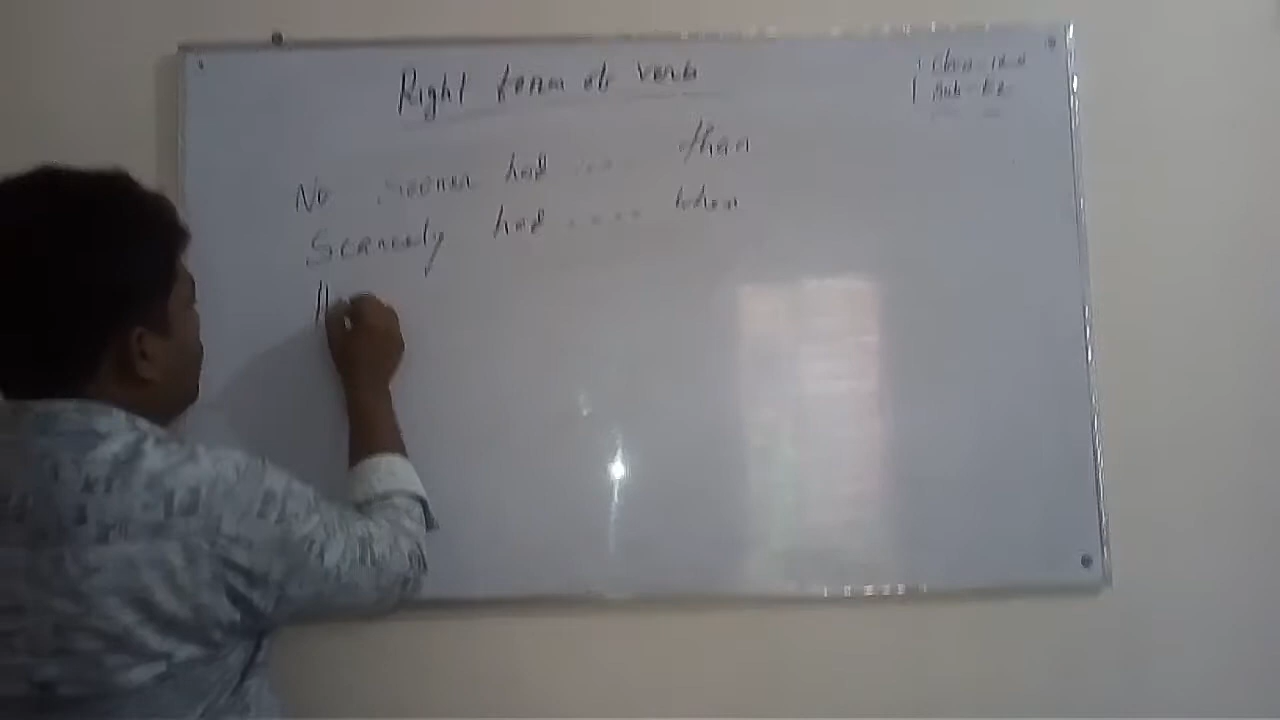 Right form of verb
No sooner had .... than
Scarcely had ..... when
H